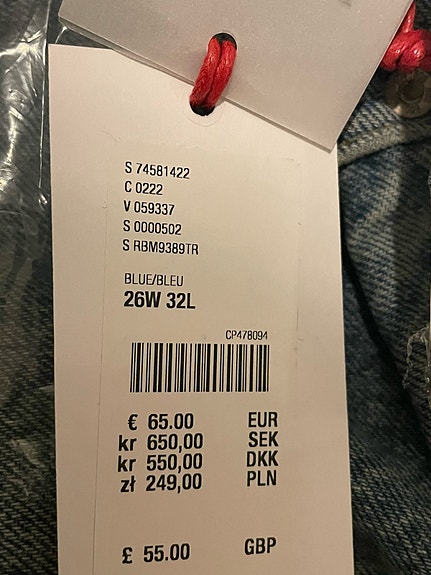 S 74581422
C 0222
V 059337
S 0000502
S RBM9389TR
BLUE/BLEU
26W 32L
CP478094
€ 65.00 EUR
kr 650,00 SEK
kr 550,00 DKK
zł 249,00 PLN
£ 55.00 GBP